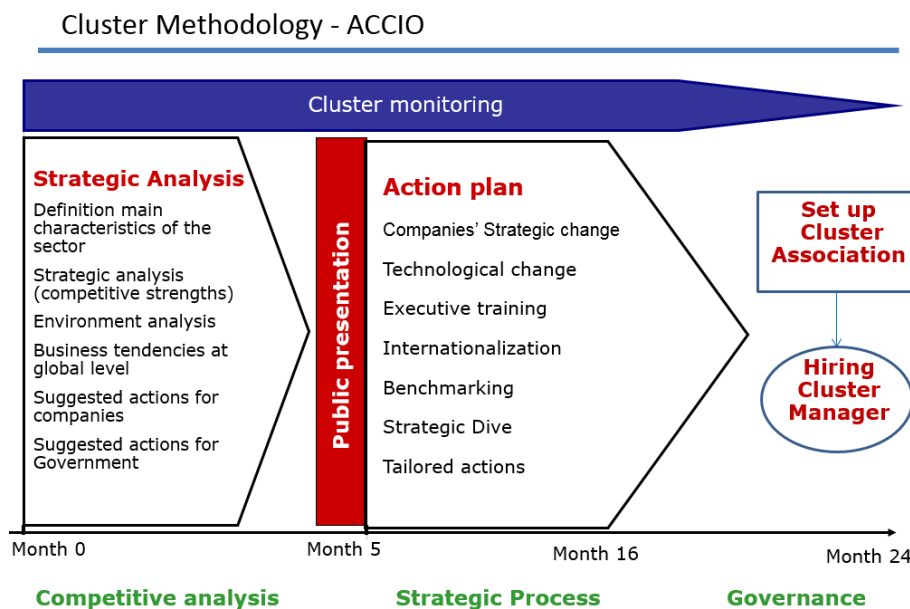 Cluster Methodology - ACCIO
Cluster monitoring
Strategic Analysis
Definition main
characteristics of the
sector
Strategic analysis
(competitive strengths)
Environment analysis
Business tendencies at
global level
Suggested actions for
companies
Suggested actions for
Government
Public presentation
Action plan
Companies’ Strategic change
Technological change
Executive training
Internationalization
Benchmarking
Strategic Dive
Tailored actions
Set up
Cluster
Association
Hiring
Cluster
Manager
Month 0
Month 5
Month 16
Month 24
Competitive analysis
Strategic Process
Governance